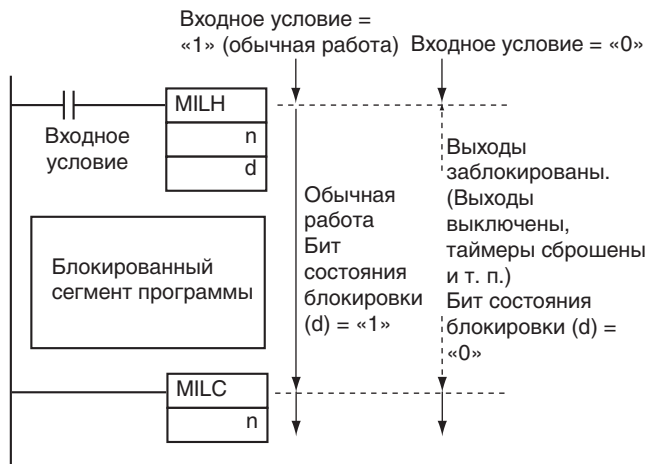 Входное условие =
«1» (обычная работа)
Входное условие = «0»
MILH
n
d
Входное
условие
Обычная
работа
Бит
состояния
блокировки
(d) = «1»
Выходы
заблокированы.
(Выходы
выключены,
таймеры сброшены
и т. п.)
Бит состояния
блокировки (d) =
«0»
Блокированный
сегмент программы
MILC
n